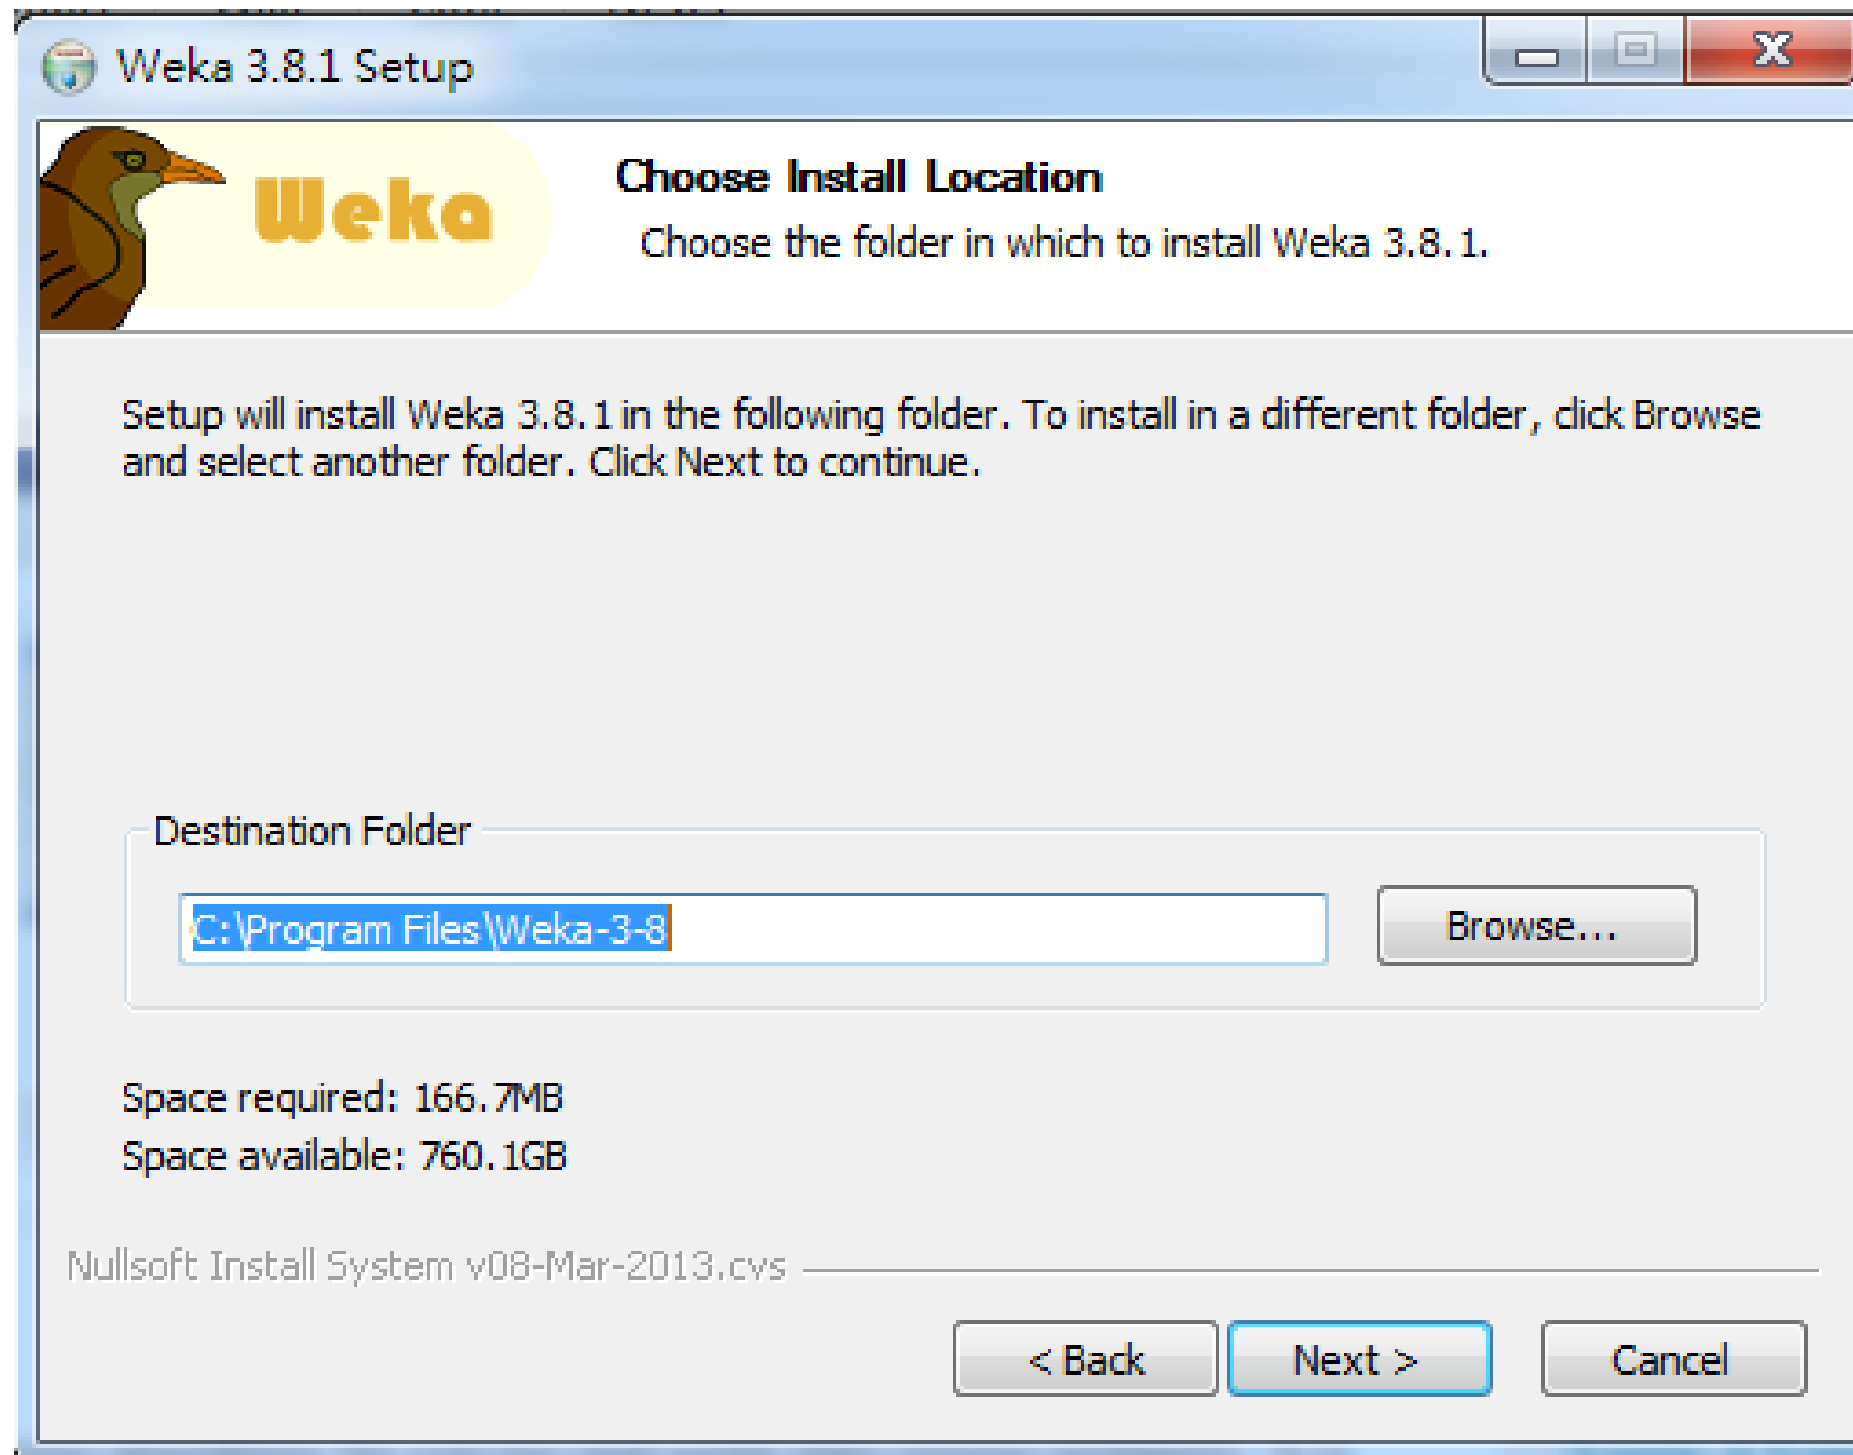 Weka 3.8.1 Setup
Weka
Choose Install Location
Choose the folder in which to install Weka 3.8.1.
Setup will install Weka 3.8.1 in the following folder. To install in a different folder, click Browse
and select another folder. Click Next to continue.
Destination Folder
C:\Program Files\Weka-3-8
Browse...
Space required: 166.7MB
Space available: 760.1GB
Nullsoft Install System v08-Mar-2013.cvs
< Back
Next >
Cancel